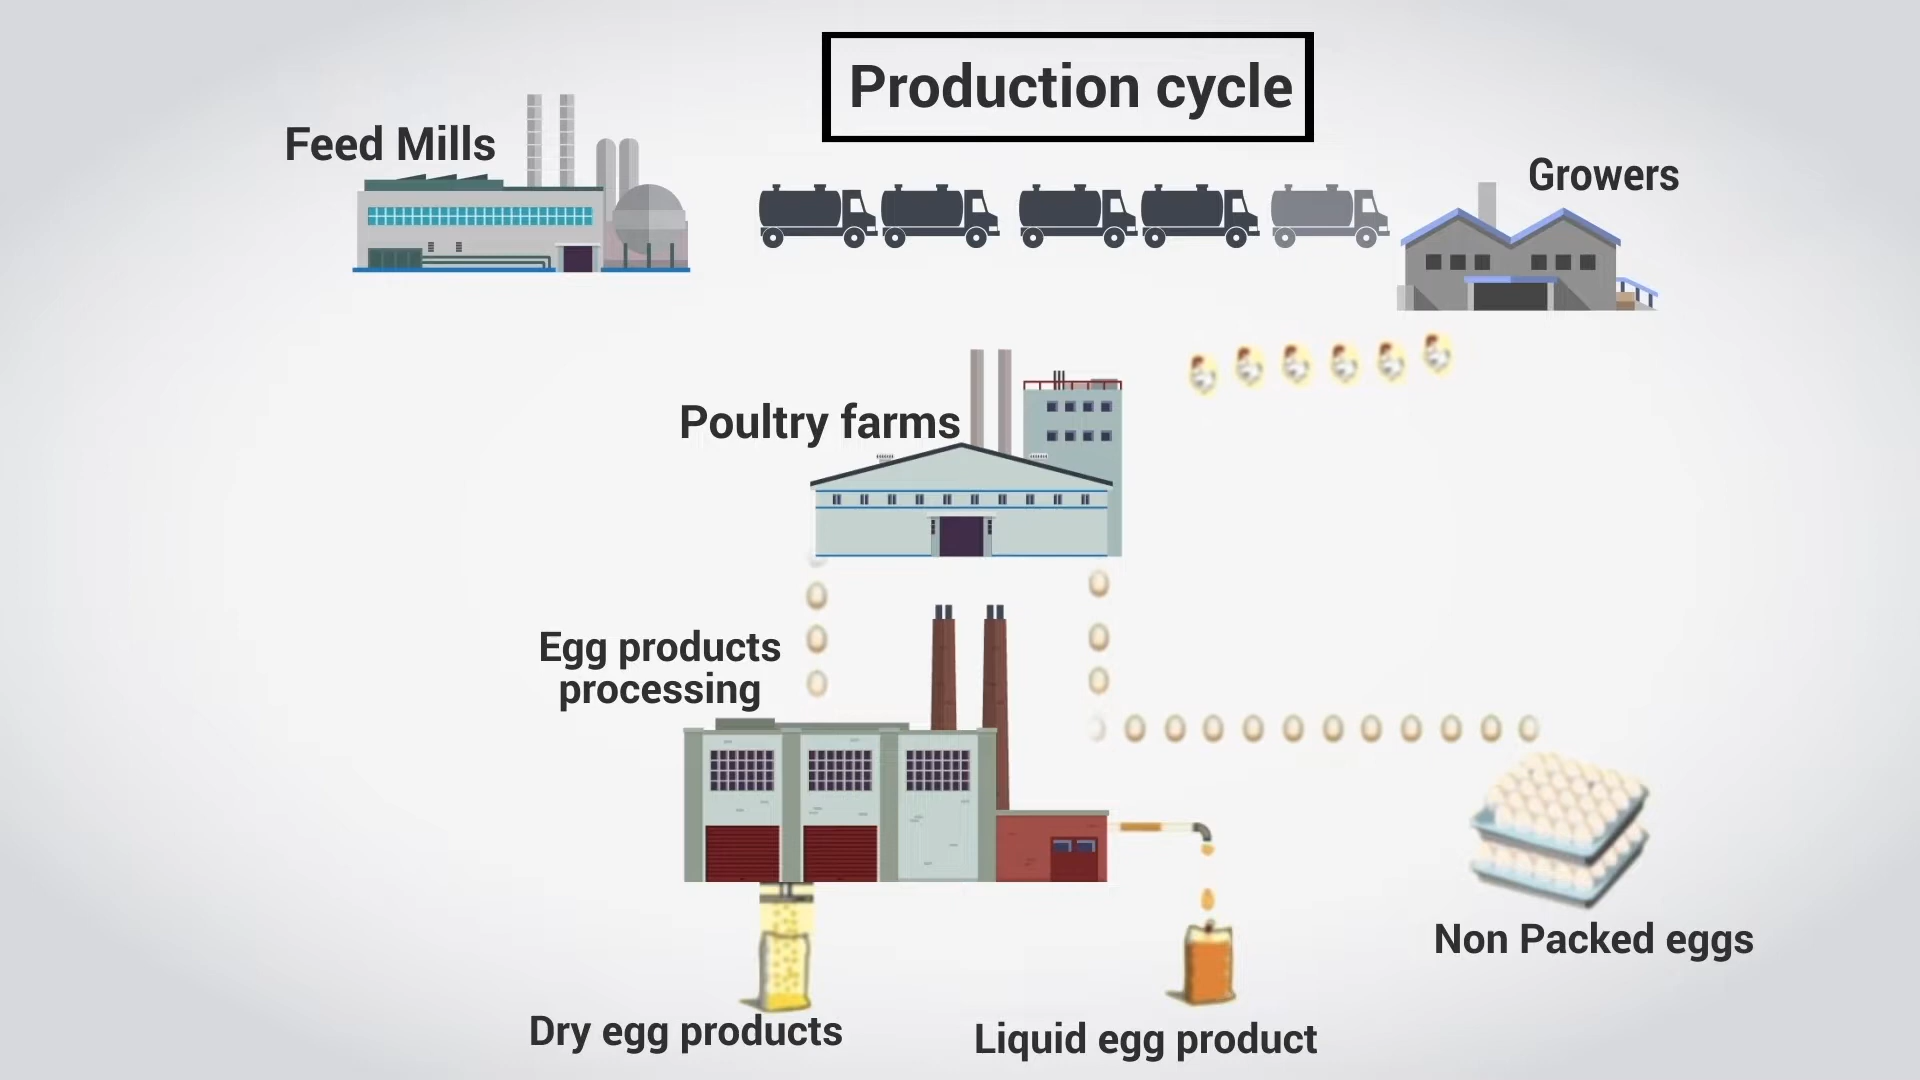 Production cycle
Feed Mills
Growers
Poultry farms
Egg products
processing
Non Packed eggs
Dry egg products
Liquid egg product